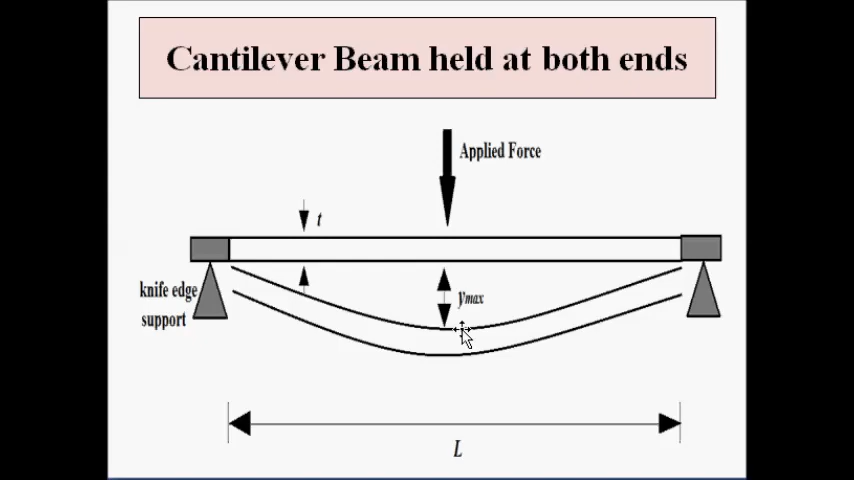 Cantilever Beam held at both ends
Applied Force
t
knife edge
support
ymax
L